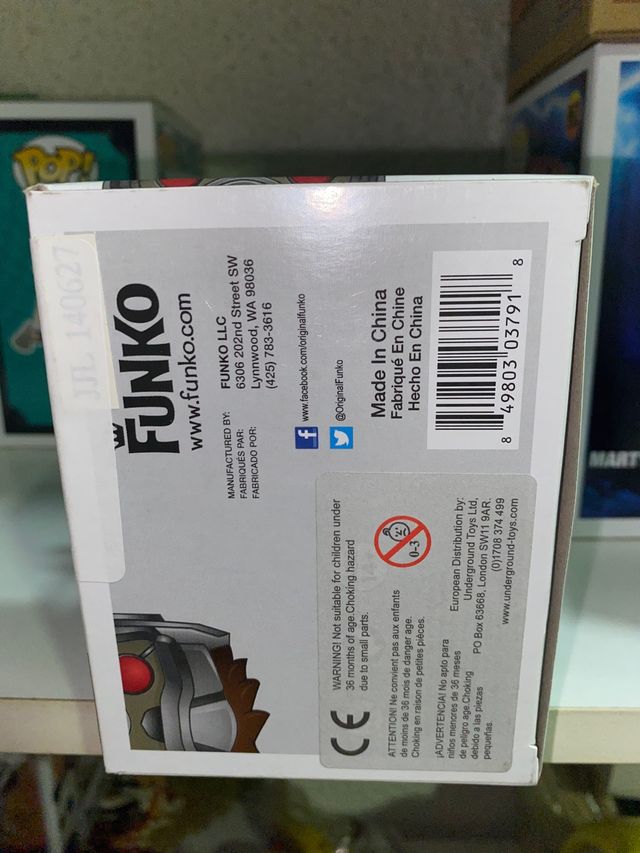 JFL 140627
FUNKO
www.funko.com
MANUFACTURED BY:
FABRIQUÉS PAR:
FABRICADO POR:
FUNKO LLC
6306 202nd Street SW
Lynnwood, WA 98036
(425) 783-3616
www.facebook.com/originalfunko
@OriginalFunko
Made In China
Fabriqué En Chine
Hecho En China
8 49803 03791 8
CE
WARNING! Not suitable for children under
36 months of age.Choking hazard
due to small parts.
0-3
ATTENTION! Ne convient pas aux enfants
de moins de 36 mois de danger age.
Choking en raison de petites pièces.
¡ADVERTENCIA! No apto para
niños menores de 36 meses
de peligro age.Choking
debido a las piezas
pequeñas.
European Distribution by:
Underground Toys Ltd,
PO Box 63668, London SW11 9AR.
(0)1708 374 499
www.underground-toys.com
POP!
MART